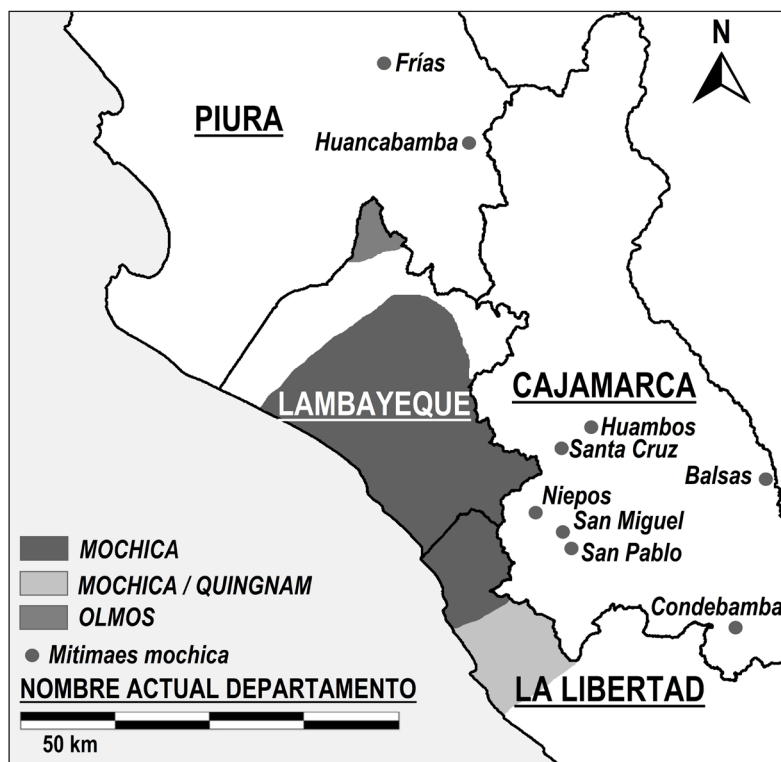 N
Frías
PIURA
Huancabamba
LAMBAYEQUE
CAJAMARCA
Huambos
Santa Cruz
Balsas
Niepos
San Miguel
San Pablo
Condebamba
LA LIBERTAD
MOCHICA
MOCHICA / QUINGNAM
OLMOS
Mitimaes mochica
NOMBRE ACTUAL DEPARTAMENTO
50 km